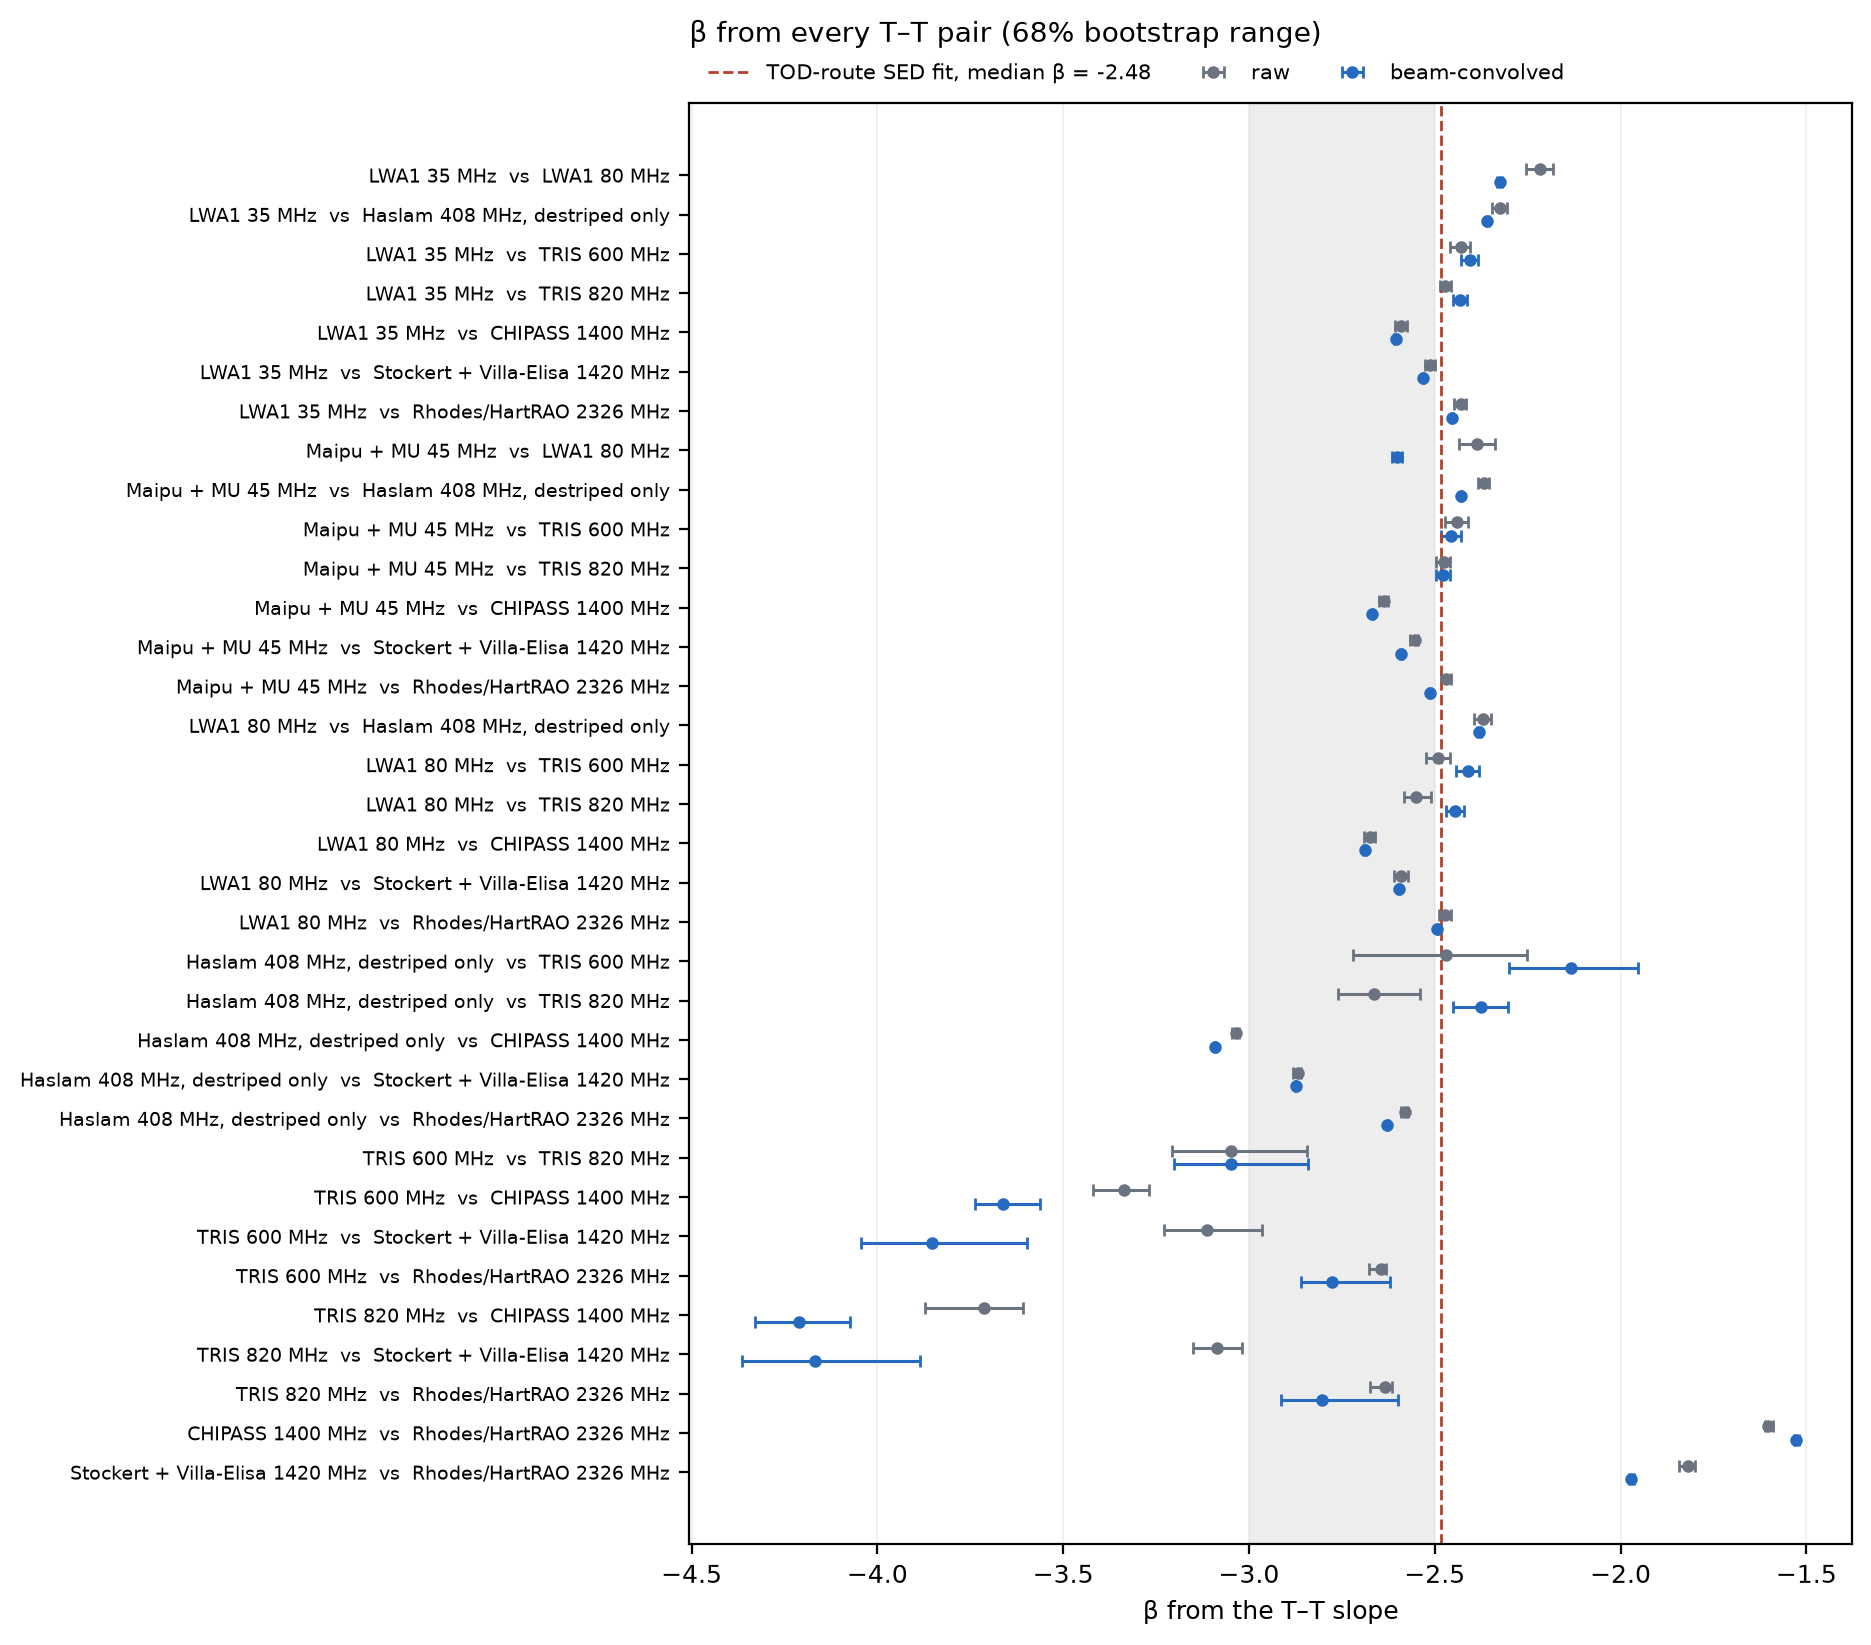 β from every T–T pair (68% bootstrap range)
TOD-route SED fit, median β = -2.48 raw beam-convolved
LWA1 35 MHz vs LWA1 80 MHz
LWA1 35 MHz vs Haslam 408 MHz, destriped only
LWA1 35 MHz vs TRIS 600 MHz
LWA1 35 MHz vs TRIS 820 MHz
LWA1 35 MHz vs CHIPASS 1400 MHz
LWA1 35 MHz vs Stockert + Villa-Elisa 1420 MHz
LWA1 35 MHz vs Rhodes/HartRAO 2326 MHz
Maipu + MU 45 MHz vs LWA1 80 MHz
Maipu + MU 45 MHz vs Haslam 408 MHz, destriped only
Maipu + MU 45 MHz vs TRIS 600 MHz
Maipu + MU 45 MHz vs TRIS 820 MHz
Maipu + MU 45 MHz vs CHIPASS 1400 MHz
Maipu + MU 45 MHz vs Stockert + Villa-Elisa 1420 MHz
Maipu + MU 45 MHz vs Rhodes/HartRAO 2326 MHz
LWA1 80 MHz vs Haslam 408 MHz, destriped only
LWA1 80 MHz vs TRIS 600 MHz
LWA1 80 MHz vs TRIS 820 MHz
LWA1 80 MHz vs CHIPASS 1400 MHz
LWA1 80 MHz vs Stockert + Villa-Elisa 1420 MHz
LWA1 80 MHz vs Rhodes/HartRAO 2326 MHz
Haslam 408 MHz, destriped only vs TRIS 600 MHz
Haslam 408 MHz, destriped only vs TRIS 820 MHz
Haslam 408 MHz, destriped only vs CHIPASS 1400 MHz
Haslam 408 MHz, destriped only vs Stockert + Villa-Elisa 1420 MHz
Haslam 408 MHz, destriped only vs Rhodes/HartRAO 2326 MHz
TRIS 600 MHz vs TRIS 820 MHz
TRIS 600 MHz vs CHIPASS 1400 MHz
TRIS 600 MHz vs Stockert + Villa-Elisa 1420 MHz
TRIS 600 MHz vs Rhodes/HartRAO 2326 MHz
TRIS 820 MHz vs CHIPASS 1400 MHz
TRIS 820 MHz vs Stockert + Villa-Elisa 1420 MHz
TRIS 820 MHz vs Rhodes/HartRAO 2326 MHz
CHIPASS 1400 MHz vs Rhodes/HartRAO 2326 MHz
Stockert + Villa-Elisa 1420 MHz vs Rhodes/HartRAO 2326 MHz
−4.5 −4.0 −3.5 −3.0 −2.5 −2.0 −1.5
β from the T–T slope